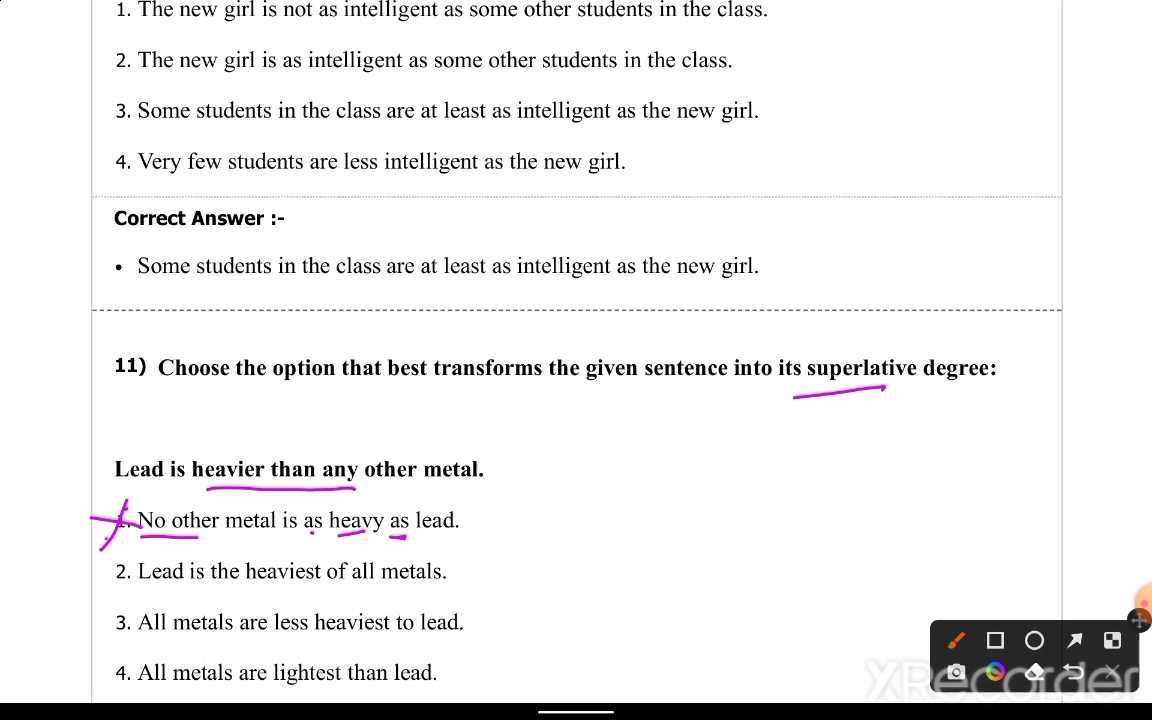 1. The new girl is not as intelligent as some other students in the class.
2. The new girl is as intelligent as some other students in the class.
3. Some students in the class are at least as intelligent as the new girl.
4. Very few students are less intelligent as the new girl.
Correct Answer :-
• Some students in the class are at least as intelligent as the new girl.
11) Choose the option that best transforms the given sentence into its superlative degree:
Lead is heavier than any other metal.
1. No other metal is as heavy as lead.
2. Lead is the heaviest of all metals.
3. All metals are less heaviest to lead.
4. All metals are lightest than lead.
XRecorder